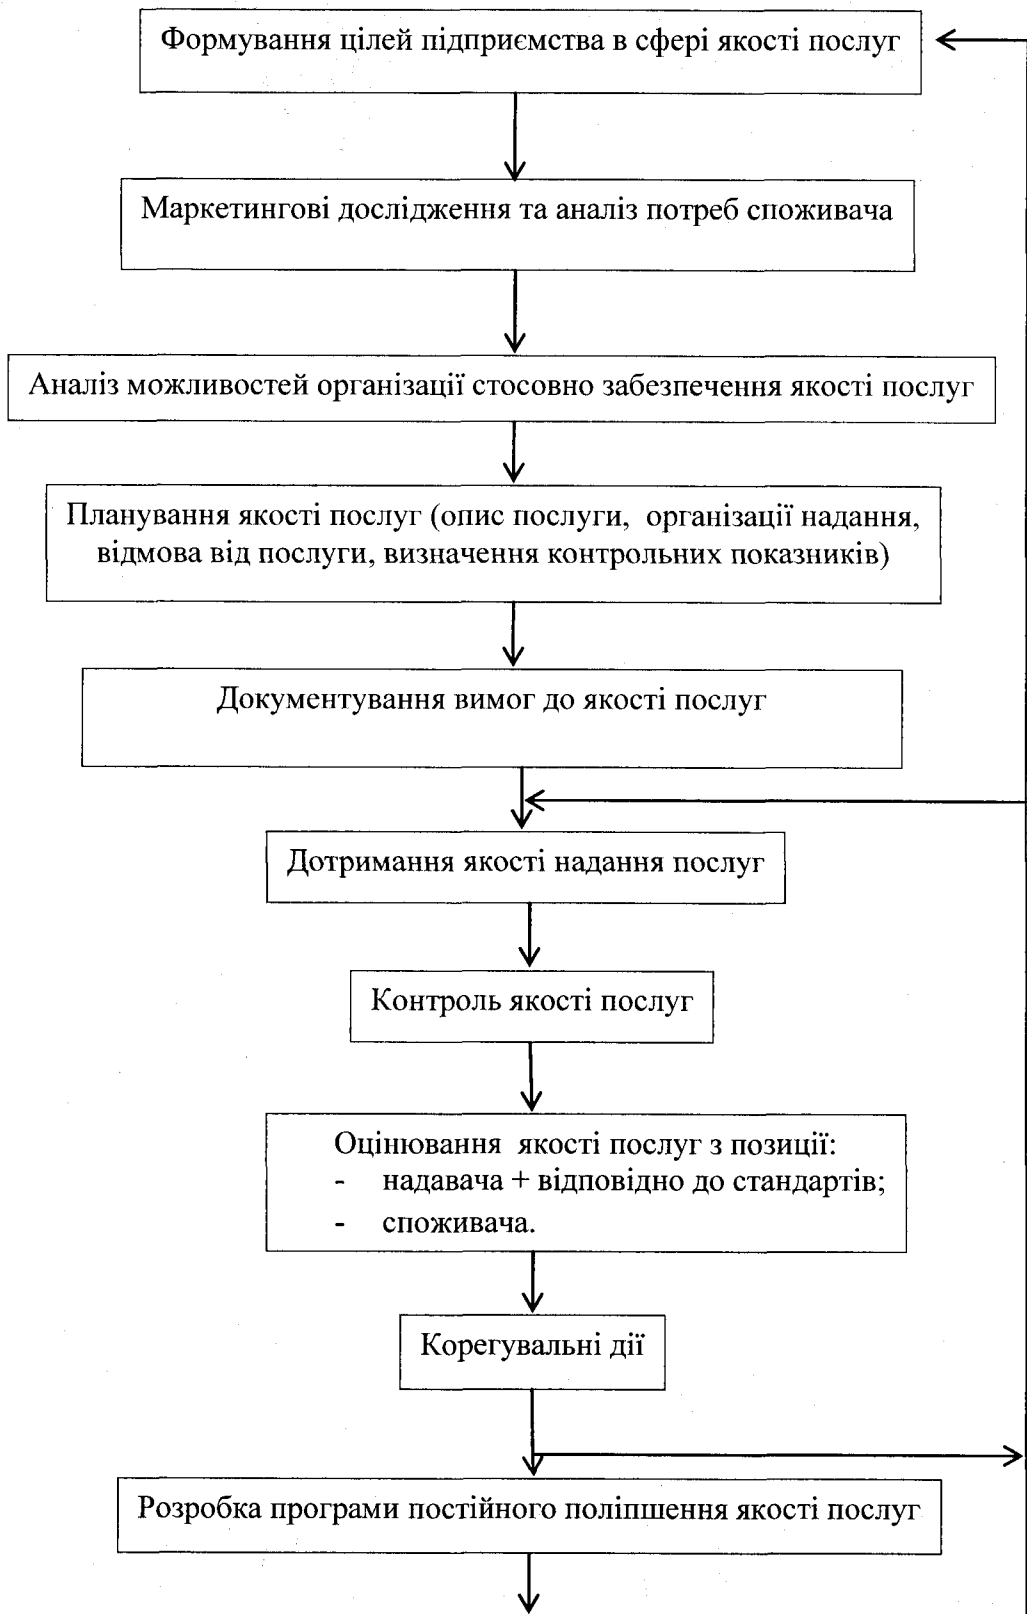 Формування цілей підприємства в сфері якості послуг
Маркетингові дослідження та аналіз потреб споживача
Аналіз можливостей організації стосовно забезпечення якості послуг
Планування якості послуг (опис послуги, організації надання,
відмова від послуги, визначення контрольних показників)
Документування вимог до якості послуг
Дотримання якості надання послуг
Контроль якості послуг
Оцінювання якості послуг з позиції:
- надавача + відповідно до стандартів;
- споживача.
Корегувальні дії
Розробка програми постійного поліпшення якості послуг